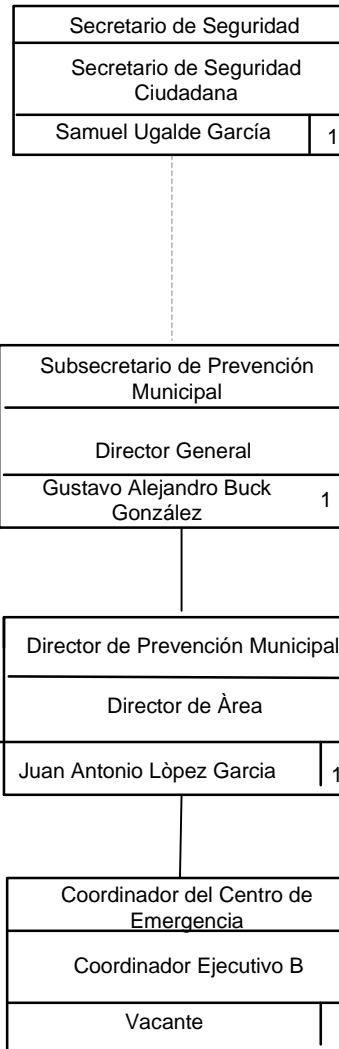 Secretario de Seguridad
Secretario de Seguridad
Ciudadana
Samuel Ugalde García 1
Subsecretario de Prevención
Municipal
Director General
Gustavo Alejandro Buck
González 1
Director de Prevención Municipal
Director de Àrea
Juan Antonio Lòpez Garcia 1
Coordinador del Centro de
Emergencia
Coordinador Ejecutivo B
Vacante